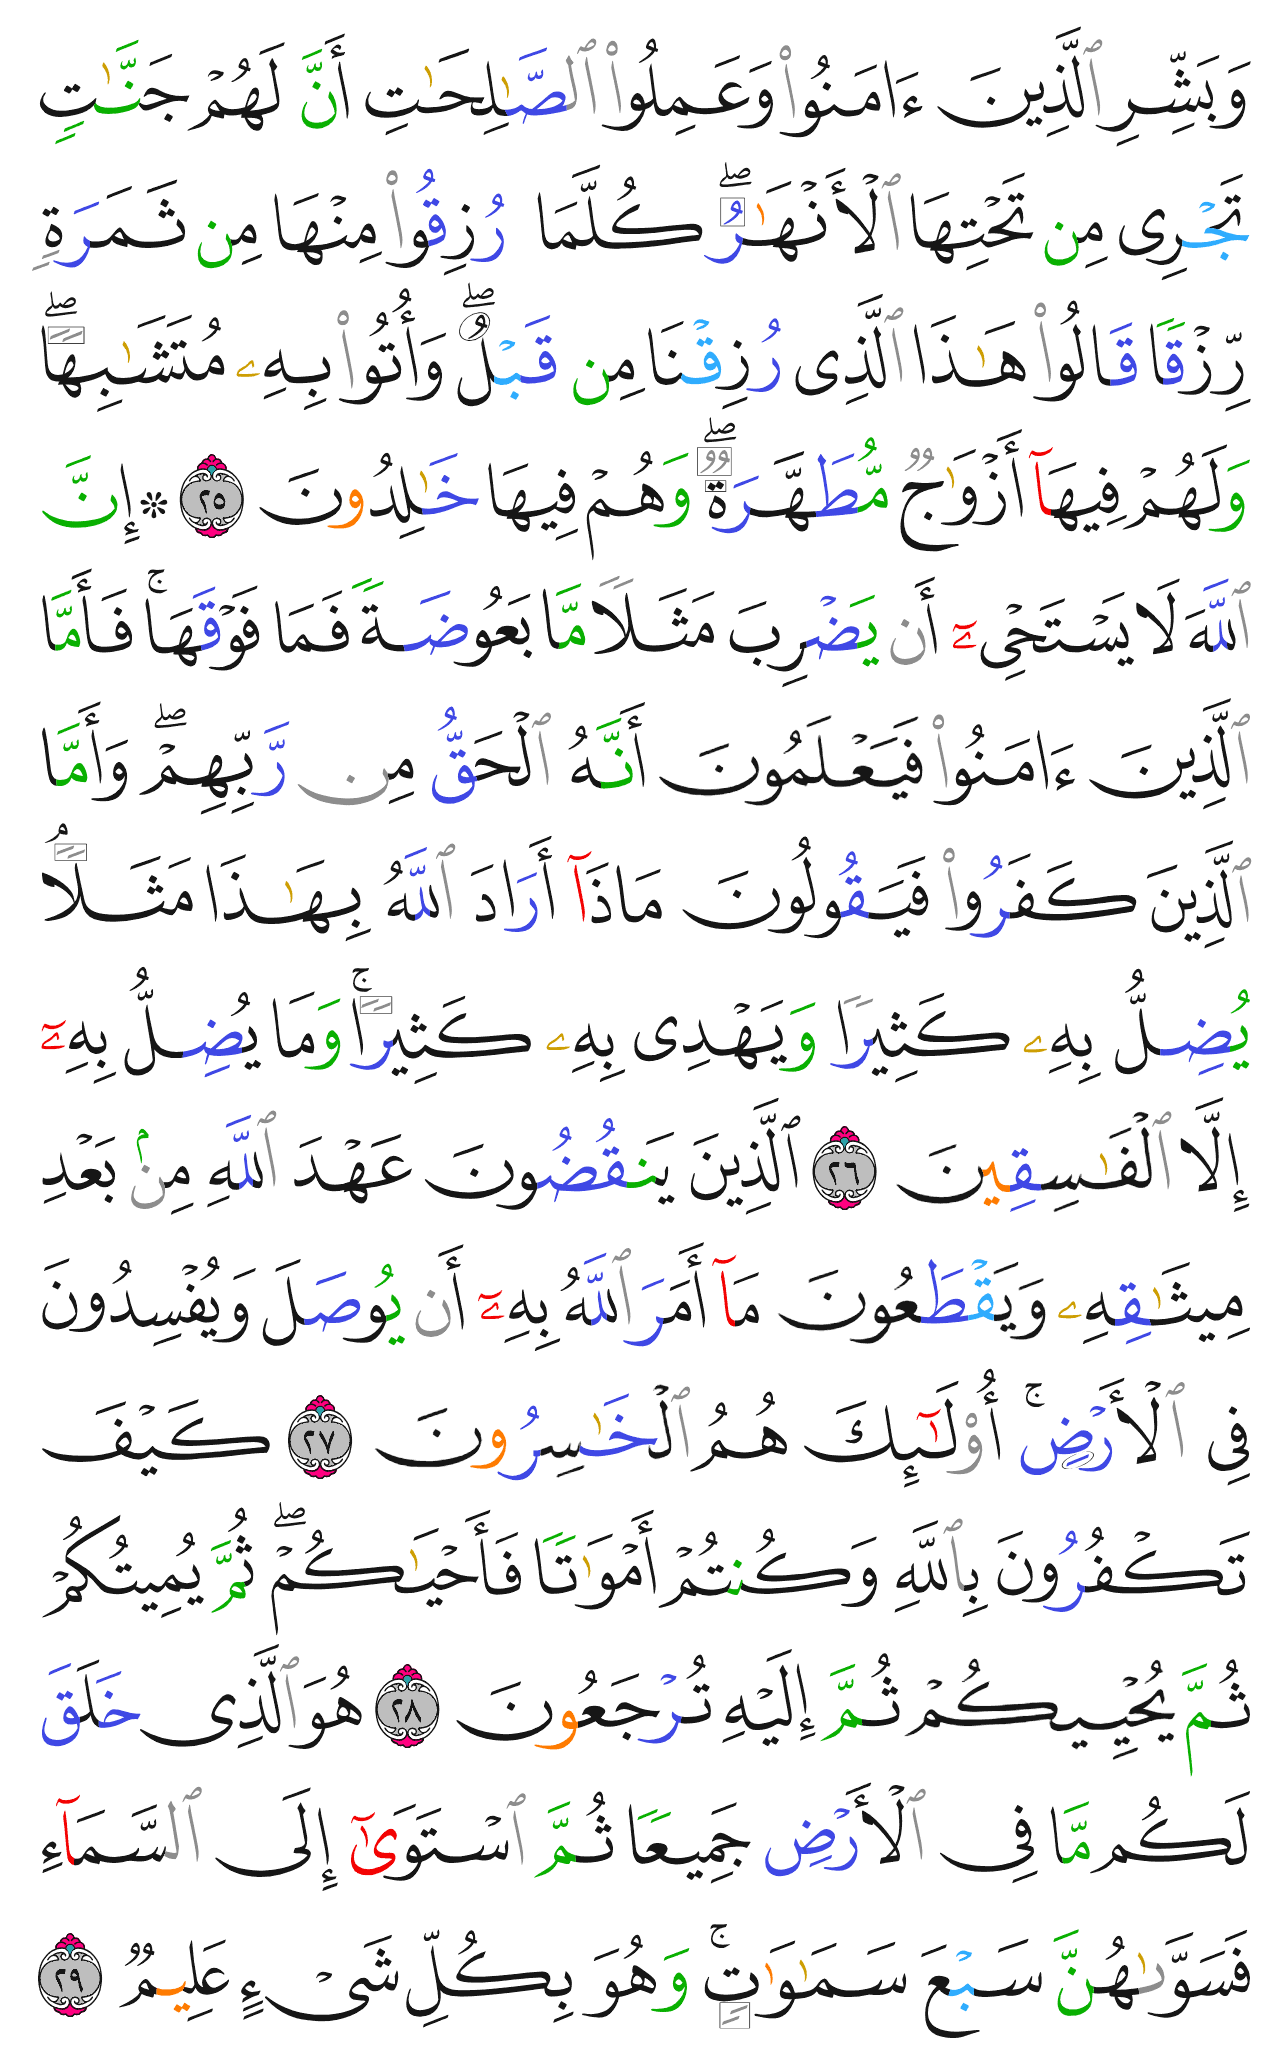 وَبَشِّرِ ٱلَّذِينَ ءَامَنُوا۟ وَعَمِلُوا۟ ٱلصَّـٰلِحَـٰتِ أَنَّ لَهُمْ جَنَّـٰتٍ
تَجْرِى مِن تَحْتِهَا ٱلْأَنْهَـٰرُ ۖ كُلَّمَا رُزِقُوا۟ مِنْهَا مِن ثَمَرَةٍ
رِّزْقًا قَالُوا۟ هَـٰذَا ٱلَّذِى رُزِقْنَا مِن قَبْلُ ۖ وَأُتُوا۟ بِهِۦ مُتَشَـٰبِهًا ۖ
وَلَهُمْ فِيهَآ أَزْوَٰجٌ مُّطَهَّرَةٌ ۖ وَهُمْ فِيهَا خَـٰلِدُونَ ٢٥ ۞ إِنَّ
ٱللَّهَ لَا يَسْتَحْىِۦٓ أَن يَضْرِبَ مَثَلًا مَّا بَعُوضَةً فَمَا فَوْقَهَا ۚ فَأَمَّا
ٱلَّذِينَ ءَامَنُوا۟ فَيَعْلَمُونَ أَنَّهُ ٱلْحَقُّ مِن رَّبِّهِمْ ۖ وَأَمَّا
ٱلَّذِينَ كَفَرُوا۟ فَيَقُولُونَ مَاذَآ أَرَادَ ٱللَّهُ بِهَـٰذَا مَثَلًا ۘ
يُضِلُّ بِهِۦ كَثِيرًا وَيَهْدِى بِهِۦ كَثِيرًا ۚ وَمَا يُضِلُّ بِهِۦٓ
إِلَّا ٱلْفَـٰسِقِينَ ٢٦ ٱلَّذِينَ يَنقُضُونَ عَهْدَ ٱللَّهِ مِنۢ بَعْدِ
مِيثَـٰقِهِۦ وَيَقْطَعُونَ مَآ أَمَرَ ٱللَّهُ بِهِۦٓ أَن يُوصَلَ وَيُفْسِدُونَ
فِى ٱلْأَرْضِ ۚ أُو۟لَـٰٓئِكَ هُمُ ٱلْخَـٰسِرُونَ ٢٧ كَيْفَ
تَكْفُرُونَ بِٱللَّهِ وَكُنتُمْ أَمْوَٰتًا فَأَحْيَـٰكُمْ ۖ ثُمَّ يُمِيتُكُمْ
ثُمَّ يُحْيِيكُمْ ثُمَّ إِلَيْهِ تُرْجَعُونَ ٢٨ هُوَ ٱلَّذِى خَلَقَ
لَكُم مَّا فِى ٱلْأَرْضِ جَمِيعًا ثُمَّ ٱسْتَوَىٰٓ إِلَى ٱلسَّمَآءِ
فَسَوَّىٰهُنَّ سَبْعَ سَمَـٰوَٰتٍ ۚ وَهُوَ بِكُلِّ شَىْءٍ عَلِيمٌ ٢٩